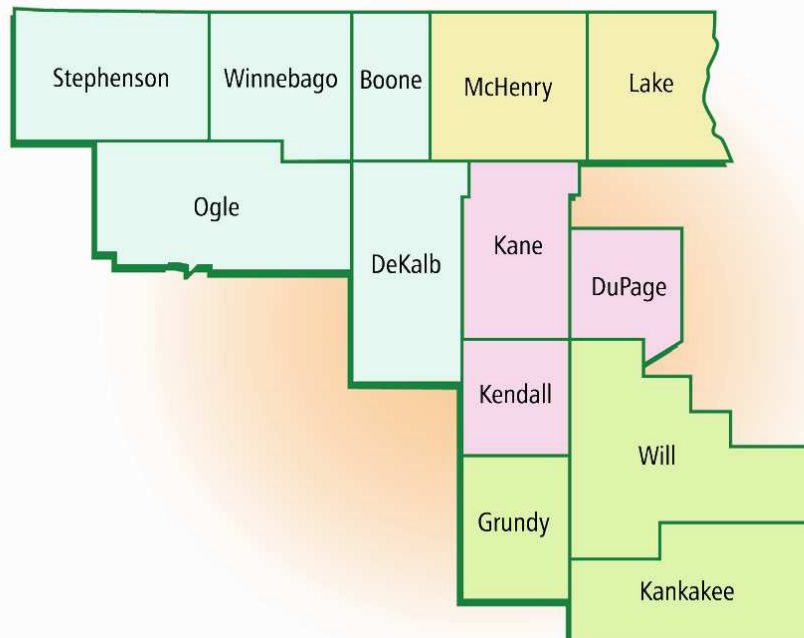 Stephenson
Winnebago
Boone
McHenry
Lake
Ogle
DeKalb
Kane
DuPage
Kendall
Will
Grundy
Kankakee